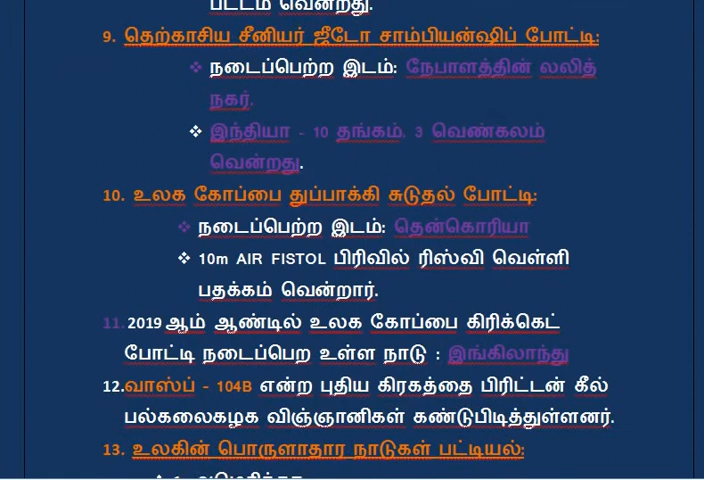 பட்டம் வென்றது.
9. தெற்காசிய சீனியர் ஜீடோ சாம்பியன்ஷிப் போட்டி:
❖ நடைப்பெற்ற இடம்: நேபாளத்தின் லலித்
நகர்.
❖ இந்தியா - 10 தங்கம். 3 வெண்கலம்
வென்றது.
10. உலக கோப்பை துப்பாக்கி சுடுதல் போட்டி:
❖ நடைப்பெற்ற இடம்: தென்கொரியா
❖ 10m AIR FISTOL பிரிவில் ரிஸ்வி வெள்ளி
பதக்கம் வென்றார்.
11. 2019ஆம் ஆண்டில் உலக கோப்பை கிரிக்கெட்
போட்டி நடைப்பெற உள்ள நாடு : இங்கிலாந்து
12.வாஸ்ப் - 104B என்ற புதிய கிரகத்தை பிரிட்டன் கீல்
பல்கலைகழக விஞ்ஞானிகள் கண்டுபிடித்துள்ளனர்.
13. உலகின் பொருளாதார நாடுகள் பட்டியல்: